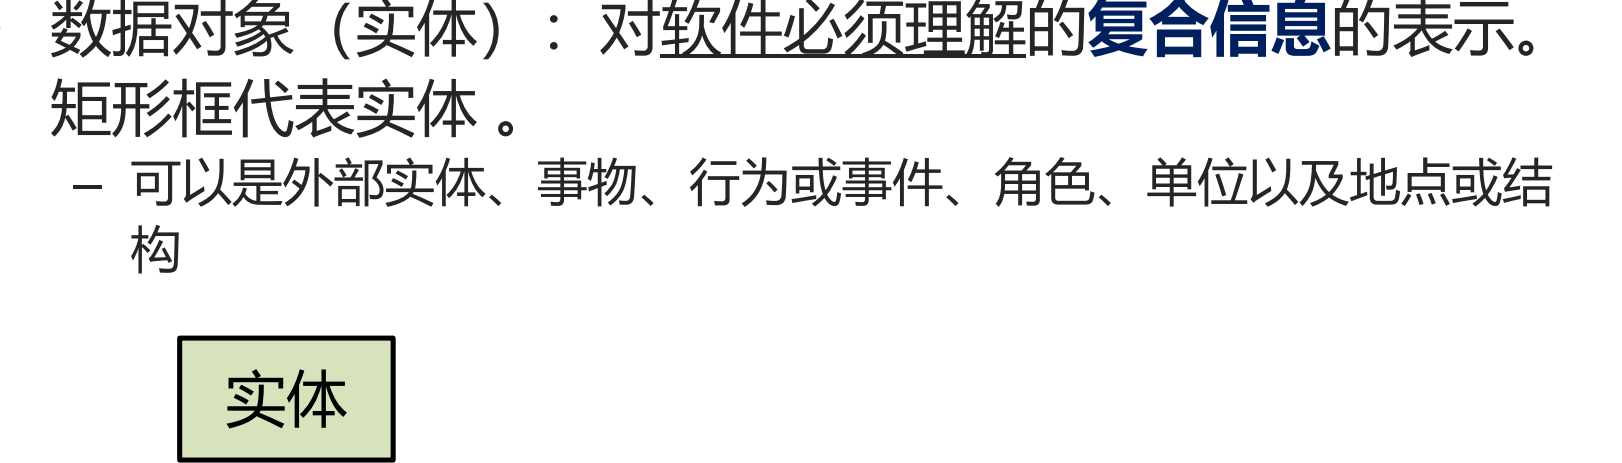 数据对象（实体）：对软件必须理解的复合信息的表示。
矩形框代表实体 。
– 可以是外部实体、事物、行为或事件、角色、单位以及地点或结
构
实体